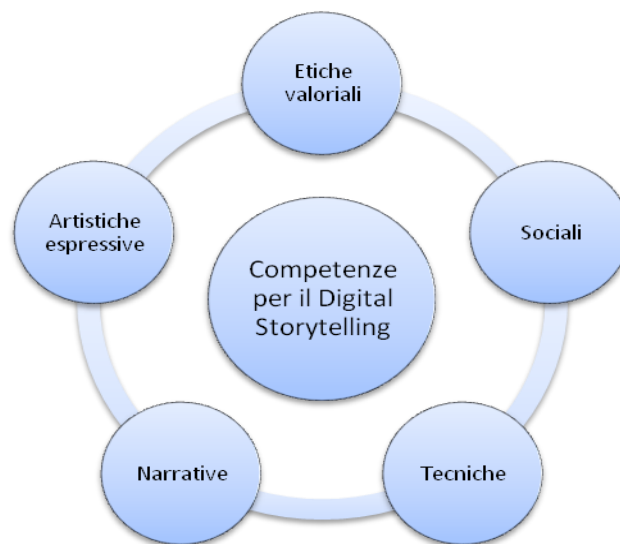 Etiche
valoriali
Artistiche
espressive
Sociali
Competenze
per il Digital
Storytelling
Narrative
Tecniche